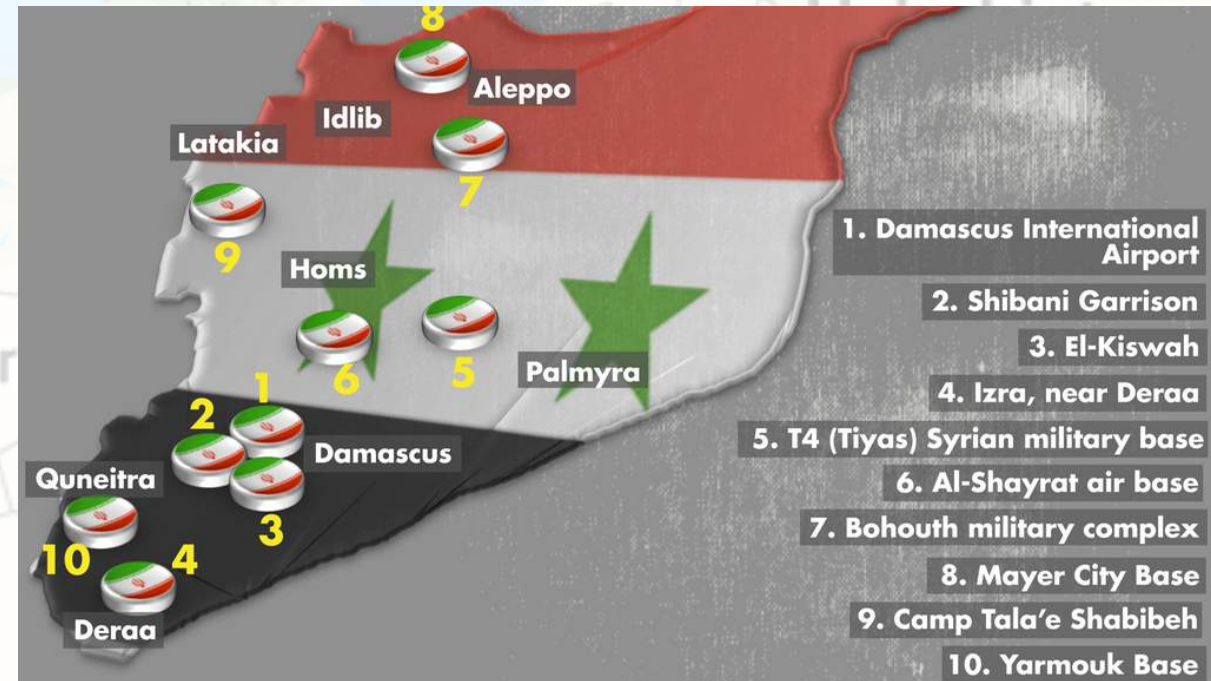 8
Aleppo
Idlib
Latakia
7
9
Homs
6
5
Palmyra
1
2
Damascus
Quneitra
3
10
4
Deraa
1. Damascus International
Airport
2. Shibani Garrison
3. El-Kiswah
4. Izra, near Deraa
5. T4 (Tiyas) Syrian military base
6. Al-Shayrat air base
7. Bohouth military complex
8. Mayer City Base
9. Camp Tala'e Shabibeh
10. Yarmouk Base